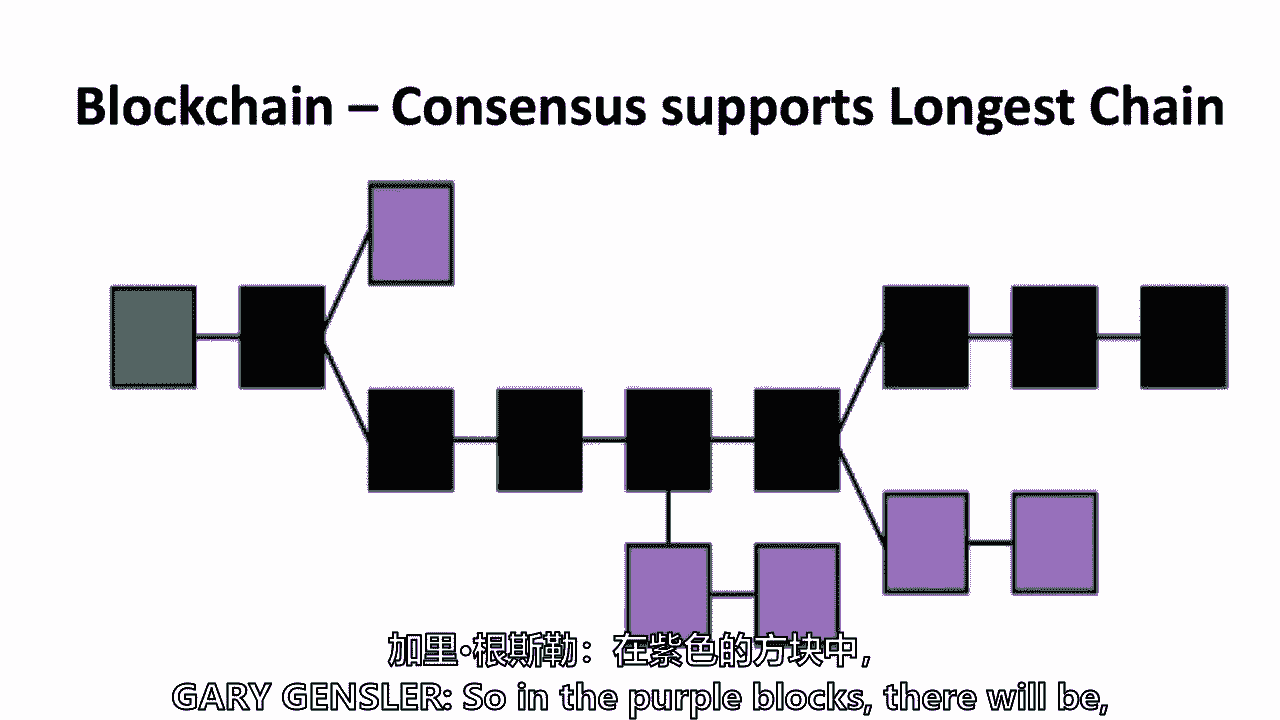 Blockchain – Consensus supports Longest Chain
加里·根斯勒：在紫色的方块中，
GARY GENSLER: So in the purple blocks, there will be,